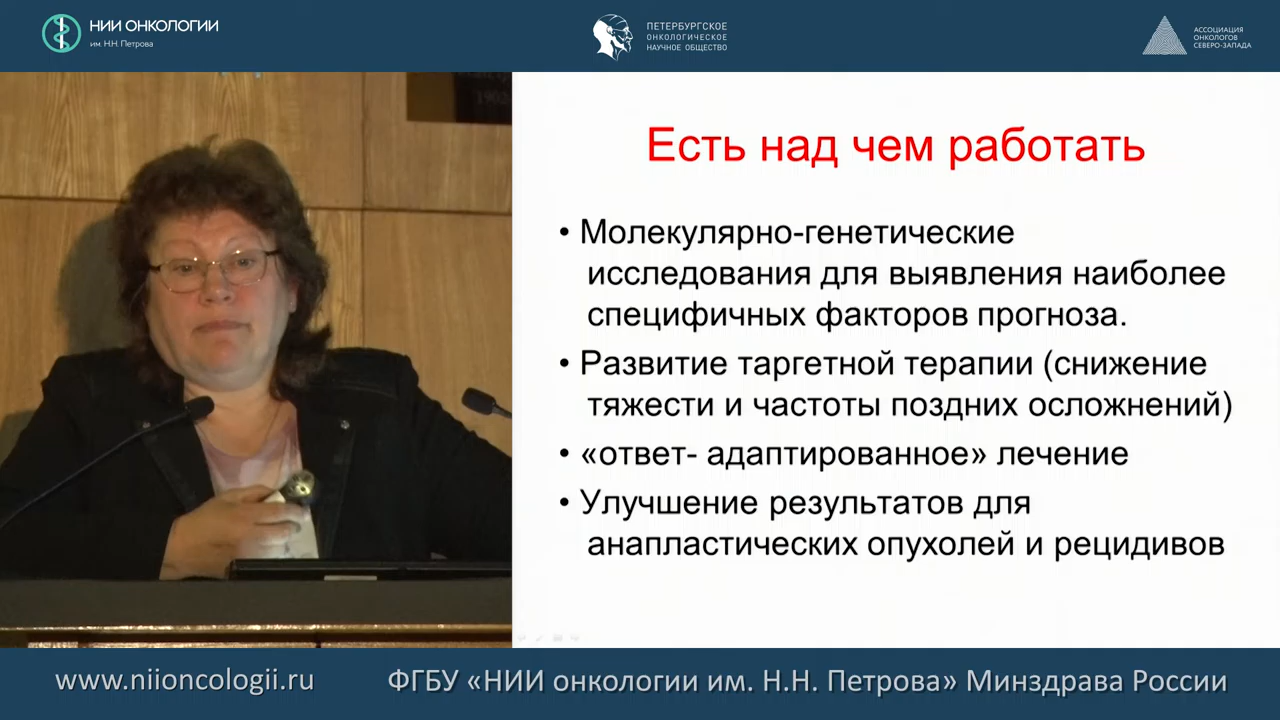 НИИ ОНКОЛОГИИ
им. Н.Н. Петрова
ПЕТЕРБУРГСКОЕ
ОНКОЛОГИЧЕСКОЕ
НАУЧНОЕ ОБЩЕСТВО
АССОЦИАЦИЯ
ОНКОЛОГОВ
СЕВЕРО-ЗАПАДА
Есть над чем работать
• Молекулярно-генетические
исследования для выявления наиболее
специфичных факторов прогноза.
• Развитие таргетной терапии (снижение
тяжести и частоты поздних осложнений)
• «ответ- адаптированное» лечение
• Улучшение результатов для
анапластических опухолей и рецидивов
www.niioncologii.ru
ФГБУ «НИИ онкологии им. Н.Н. Петрова» Минздрава России